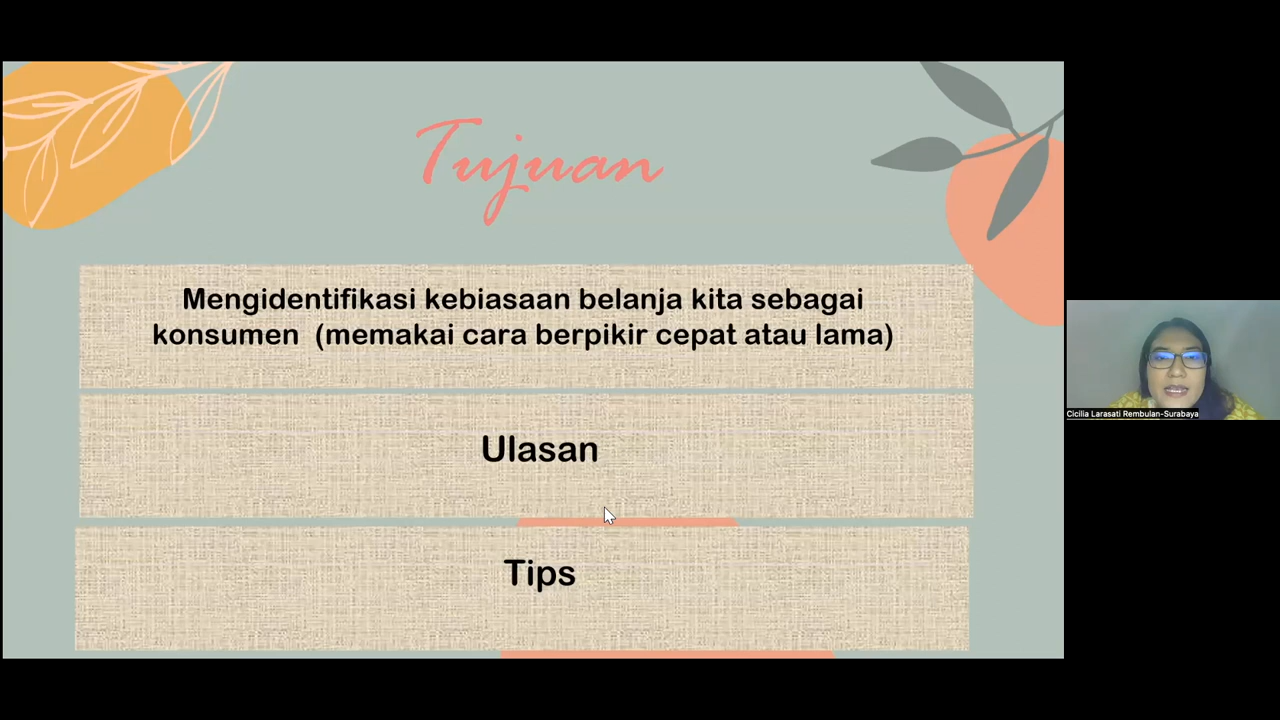 Tujuan
Mengidentifikasi kebiasaan belanja kita sebagai
konsumen (memakai cara berpikir cepat atau lama)
Ulasan
Tips
Cicilia Larasati Rembulan-Surabaya